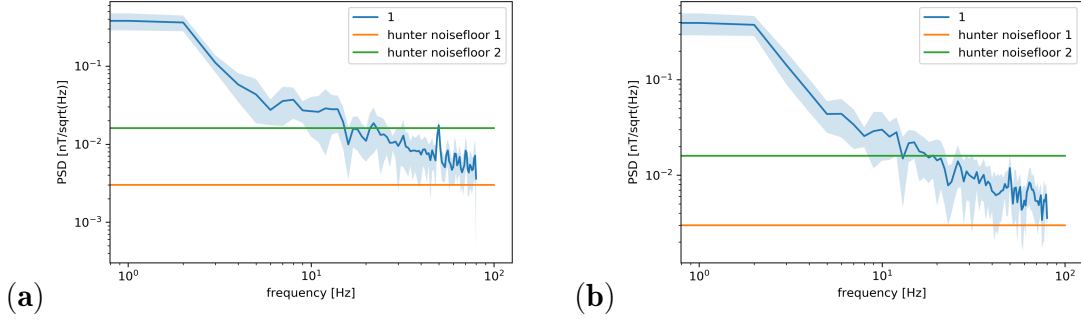 1
hunter noisefloor 1
hunter noisefloor 2
PSD [nT/sqrt(Hz)]
10⁻¹
10⁻²
10⁻³
10⁰
10¹
10²
frequency [Hz]
(a)
1
hunter noisefloor 1
hunter noisefloor 2
PSD [nT/sqrt(Hz)]
10⁻¹
10⁻²
10⁰
10¹
10²
frequency [Hz]
(b)